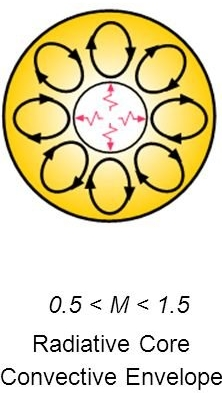 0.5 < M < 1.5
Radiative Core
Convective Envelope